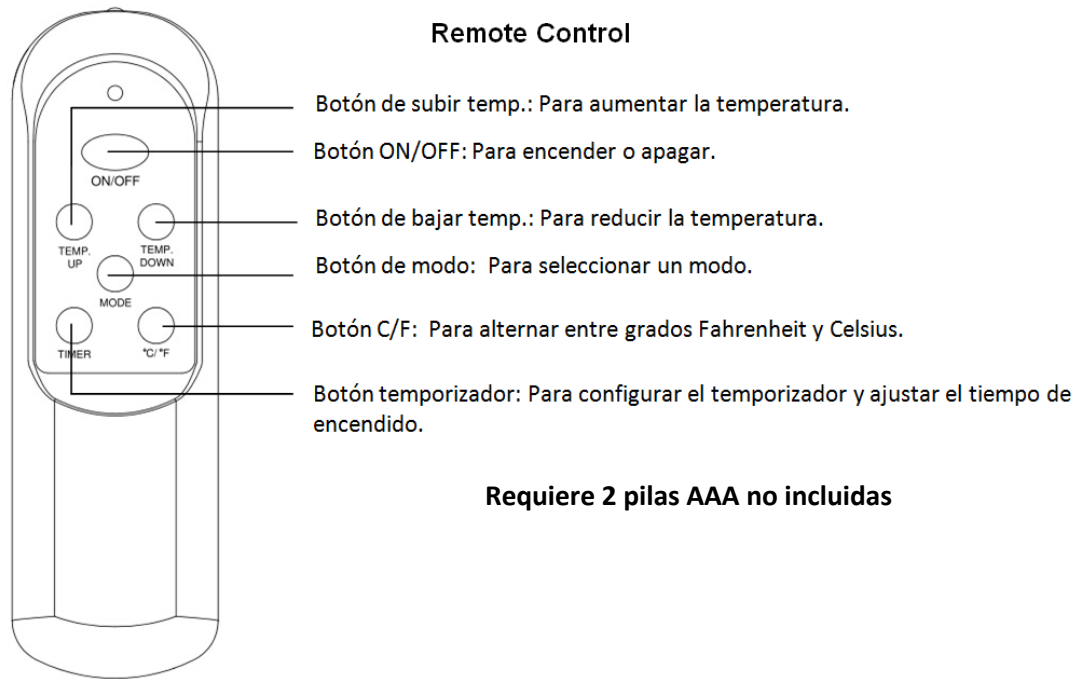 Remote Control
Botón de subir temp.: Para aumentar la temperatura.
Botón ON/OFF: Para encender o apagar.
ON/OFF
Botón de bajar temp.: Para reducir la temperatura.
TEMP.
UP
TEMP.
DOWN
Botón de modo: Para seleccionar un modo.
MODE
Botón C/F: Para alternar entre grados Fahrenheit y Celsius.
TIMER
°C/°F
Botón temporizador: Para configurar el temporizador y ajustar el tiempo de
encendido.
Requiere 2 pilas AAA no incluidas